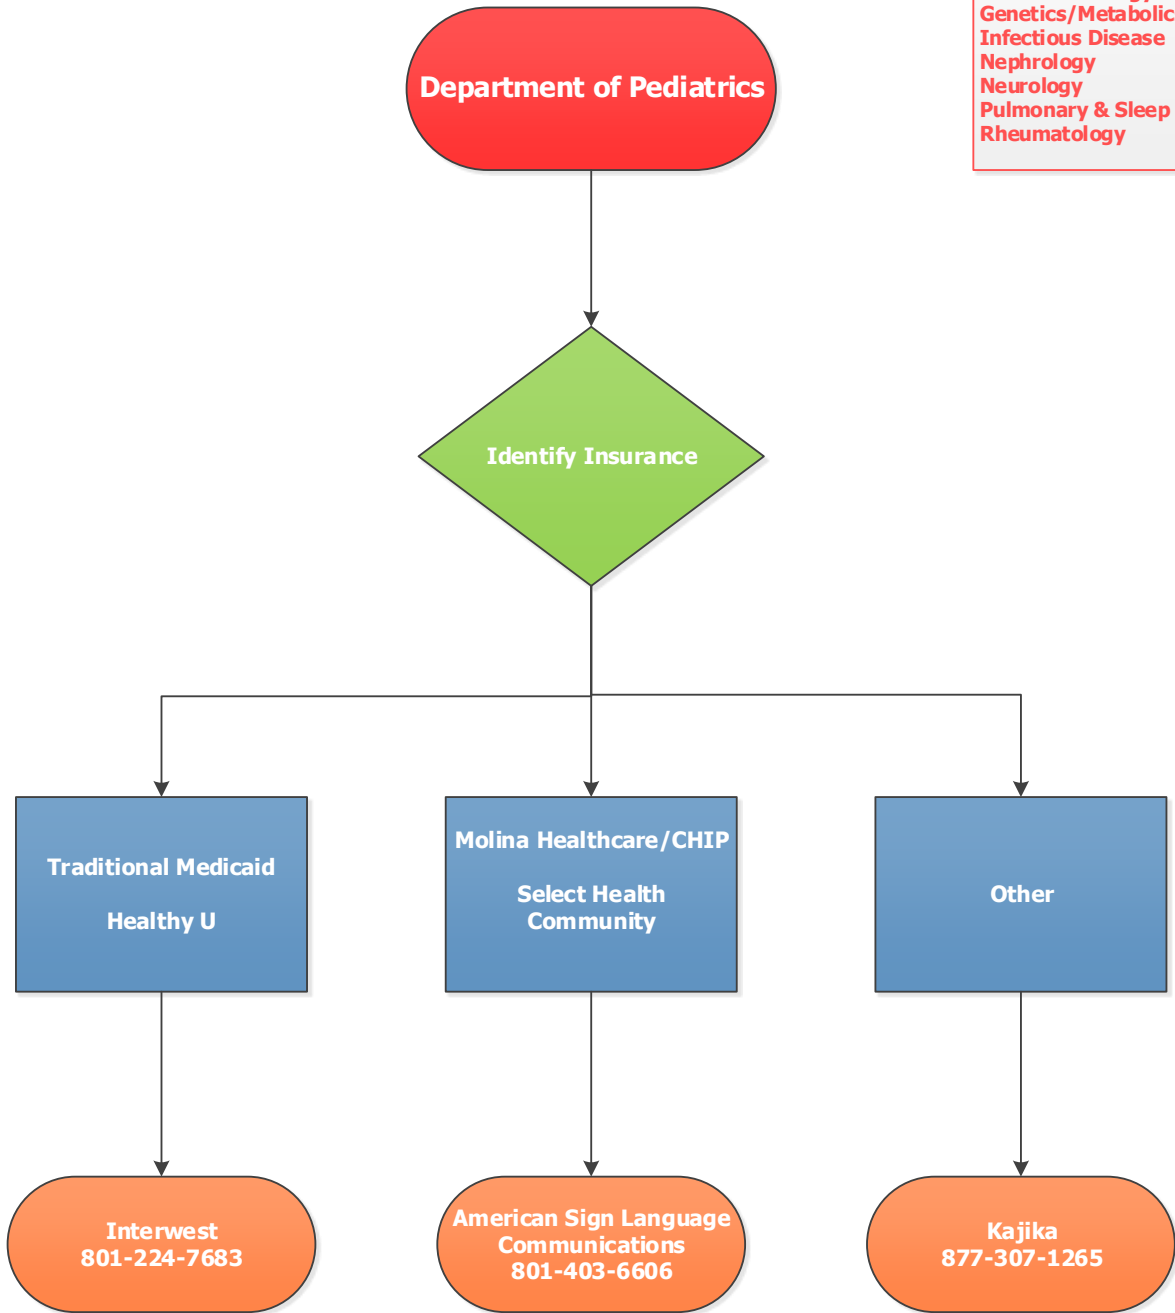 Genetics/Metabolic
Infectious Disease
Nephrology
Neurology
Pulmonary & Sleep
Rheumatology
Department of Pediatrics
Identify Insurance
Traditional Medicaid
Healthy U
Molina Healthcare/CHIP
Select Health
Community
Other
Interwest
801-224-7683
American Sign Language
Communications
801-403-6606
Kajika
877-307-1265